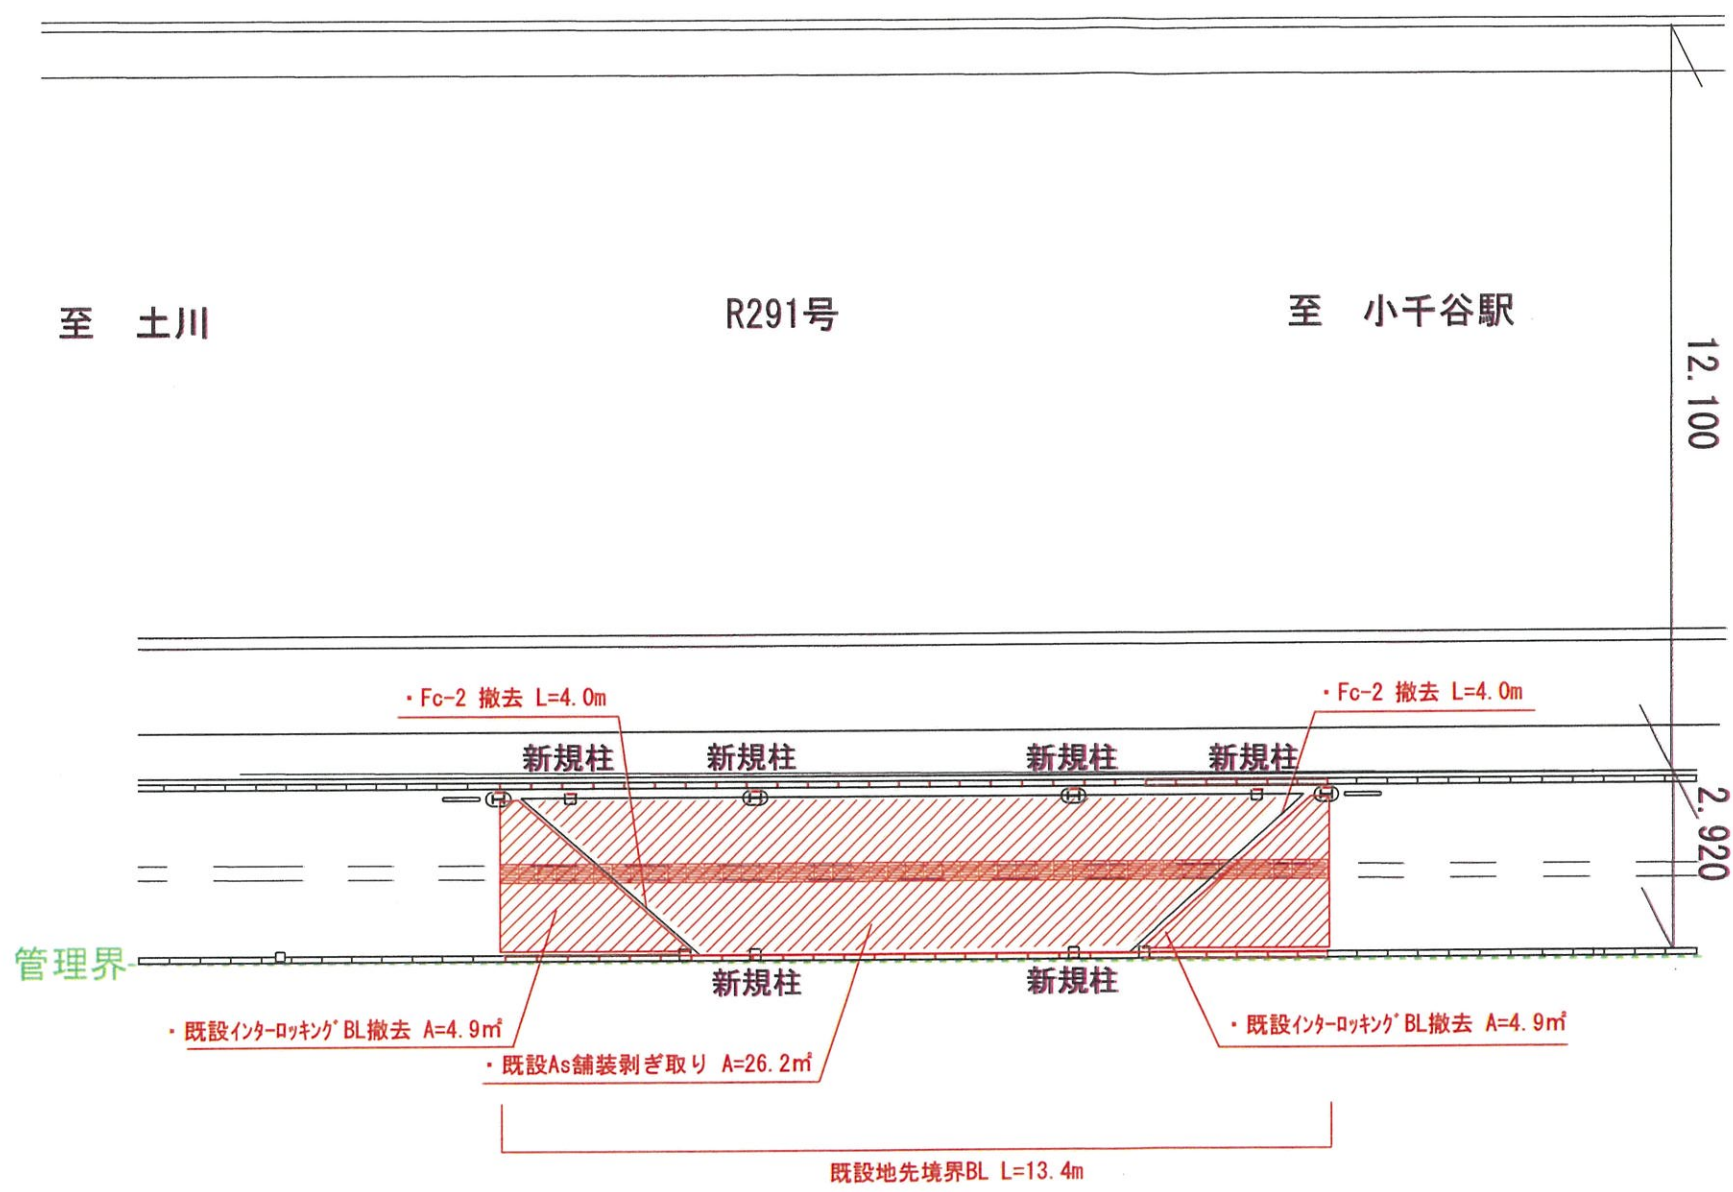 至 土川
R291号
至 小千谷駅
12.100
・Fc-2 撤去 L=4.0m
・Fc-2 撤去 L=4.0m
新規柱
新規柱
新規柱
新規柱
2.920
管理界
新規柱
新規柱
・既設インターロッキングBL撤去 A=4.9㎡
・既設インターロッキングBL撤去 A=4.9㎡
・既設As舗装剥ぎ取り A=26.2㎡
既設地先境界BL L=13.4m